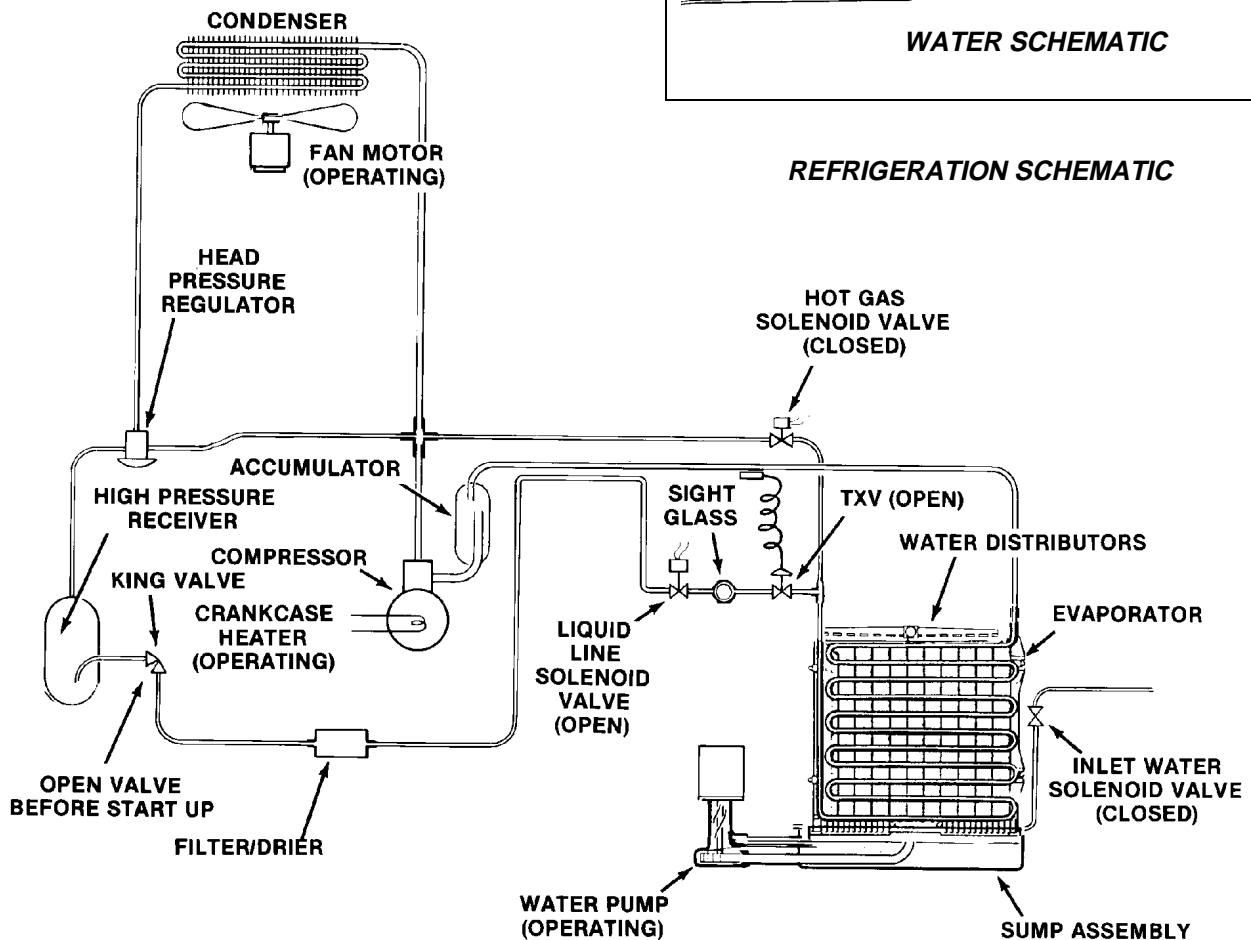 CONDENSER
WATER SCHEMATIC
FAN MOTOR
(OPERATING)
REFRIGERATION SCHEMATIC
HEAD
PRESSURE
REGULATOR
HOT GAS
SOLENOID VALVE
(CLOSED)
ACCUMULATOR
HIGH PRESSURE
RECEIVER
SIGHT
GLASS
TXV (OPEN)
WATER DISTRIBUTORS
COMPRESSOR
KING VALVE
CRANKCASE
HEATER
(OPERATING)
LIQUID
LINE
SOLENOID
VALVE
(OPEN)
EVAPORATOR
OPEN VALVE
BEFORE START UP
INLET WATER
SOLENOID VALVE
(CLOSED)
FILTER/DRIER
WATER PUMP
(OPERATING)
SUMP ASSEMBLY